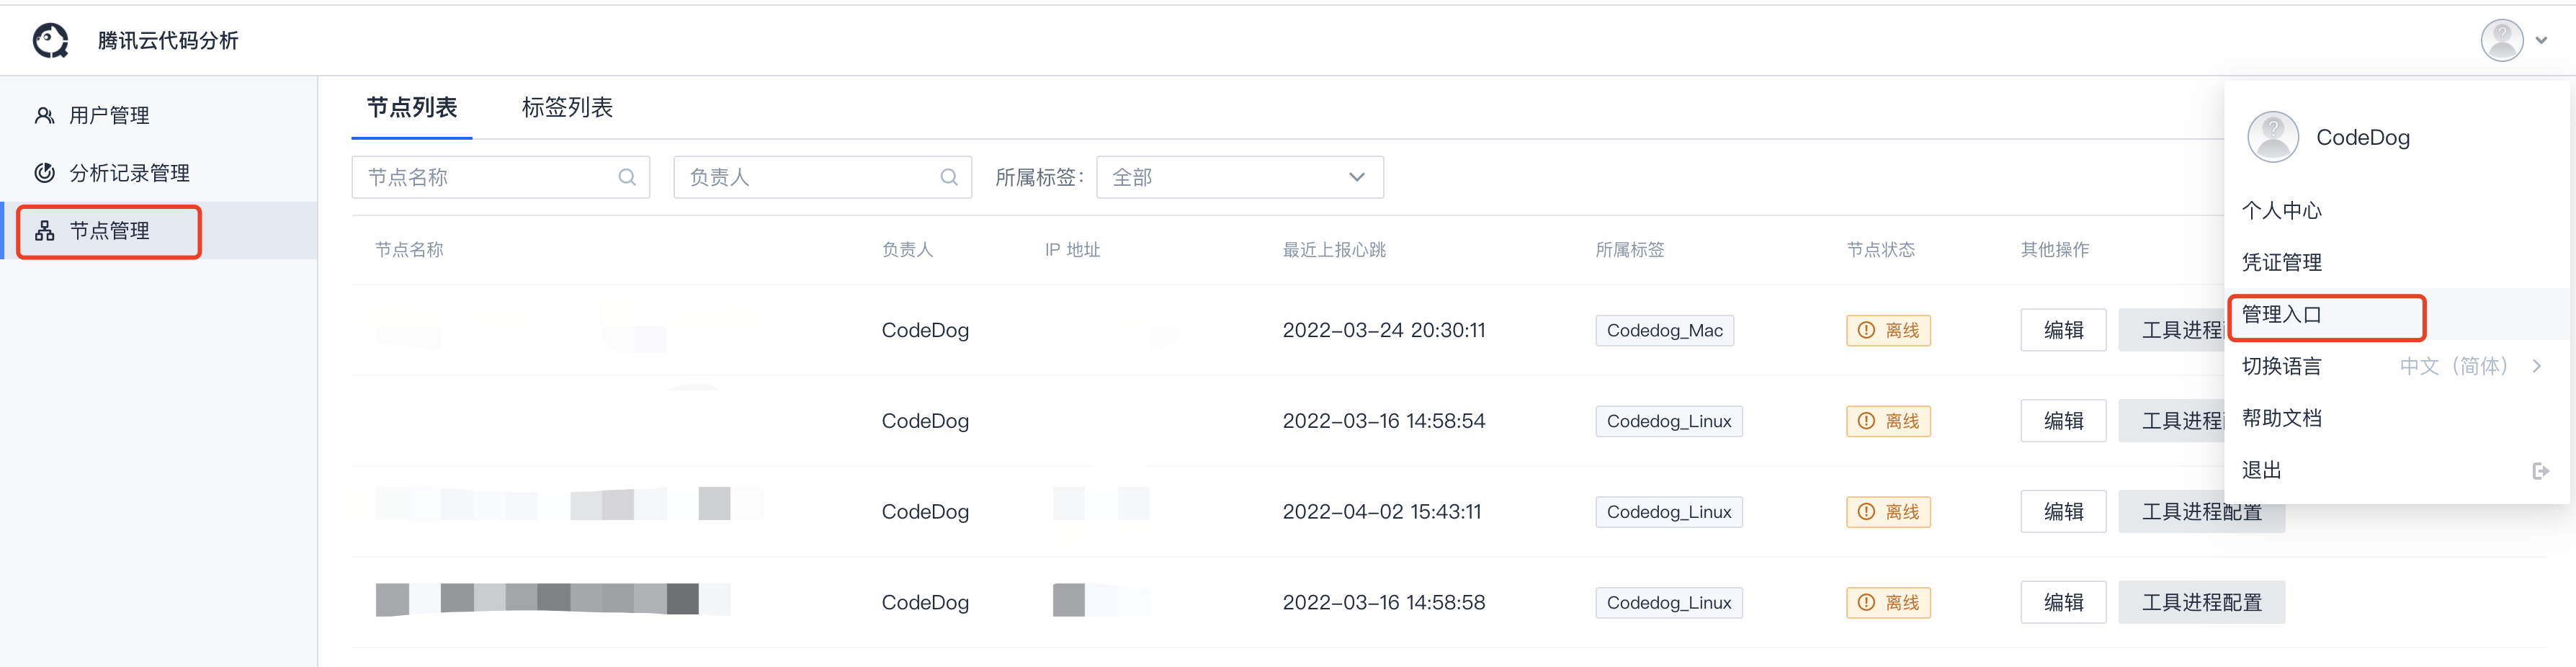 腾讯云代码分析
用户管理
分析记录管理
节点管理
节点列表 标签列表
节点名称 负责人 所属标签： 全部
节点名称 负责人 IP 地址 最近上报心跳 所属标签 节点状态 其他操作
CodeDog 2022-03-24 20:30:11 Codedog_Mac 离线 编辑 工具进程
CodeDog 2022-03-16 14:58:54 Codedog_Linux 离线 编辑 工具进程
CodeDog 2022-04-02 15:43:11 Codedog_Linux 离线 编辑 工具进程配置
CodeDog 2022-03-16 14:58:58 Codedog_Linux 离线 编辑 工具进程配置
CodeDog
个人中心
凭证管理
管理入口
切换语言 中文（简体）
帮助文档
退出